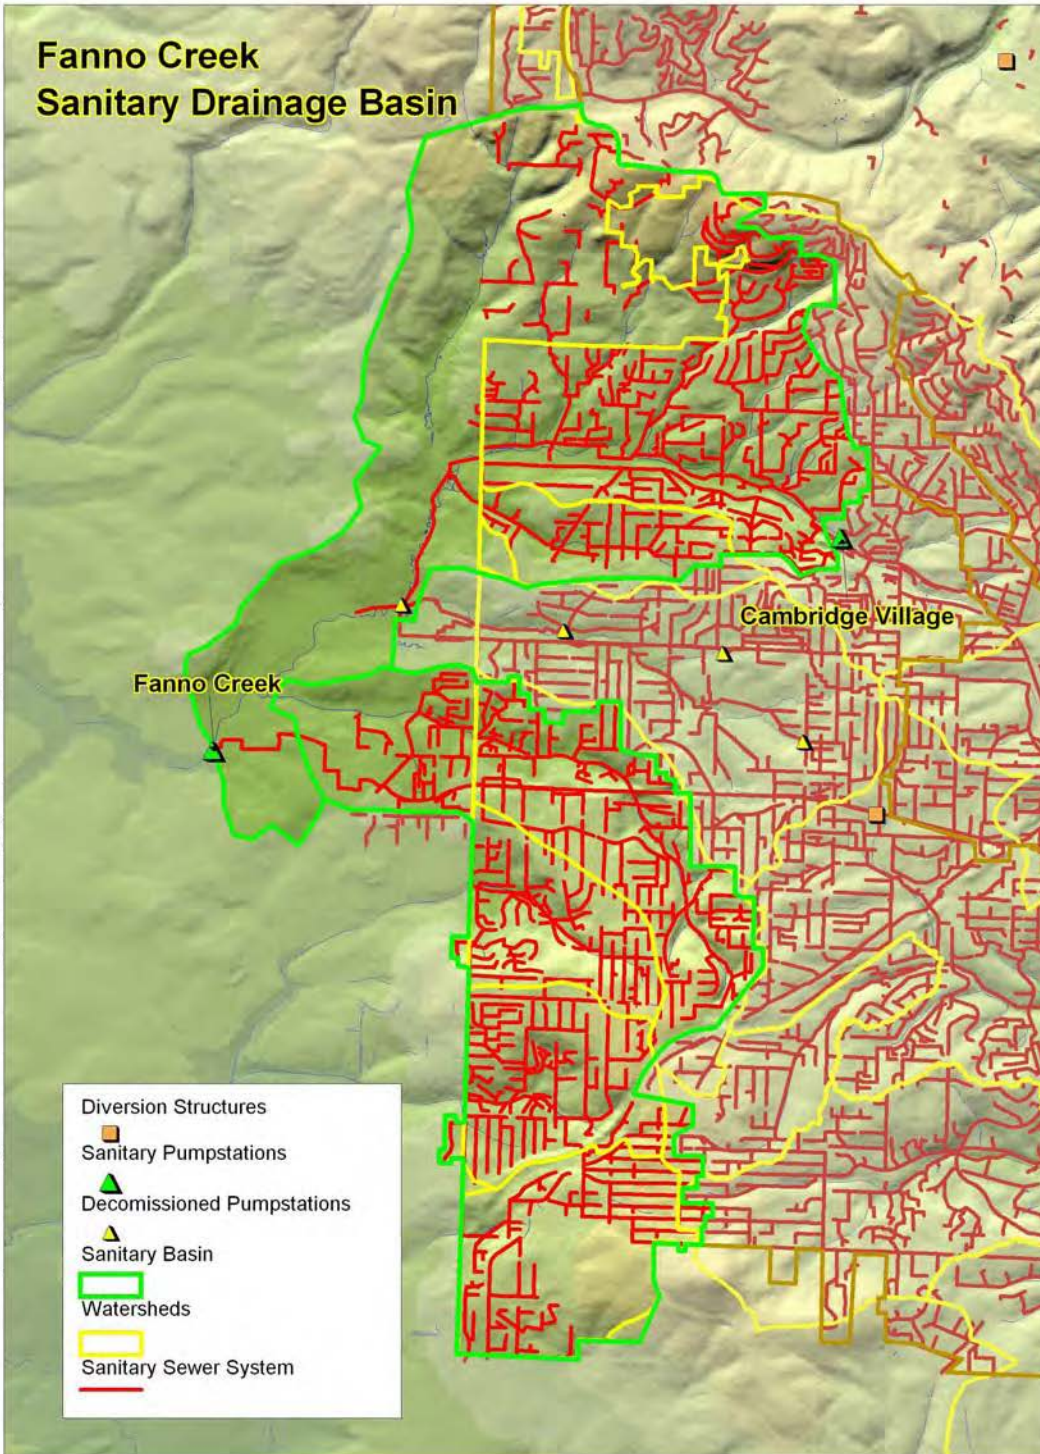 Fanno Creek
Sanitary Drainage Basin
Cambridge Village
Fanno Creek
Diversion Structures
Sanitary Pumpstations
Decomissioned Pumpstations
Sanitary Basin
Watersheds
Sanitary Sewer System